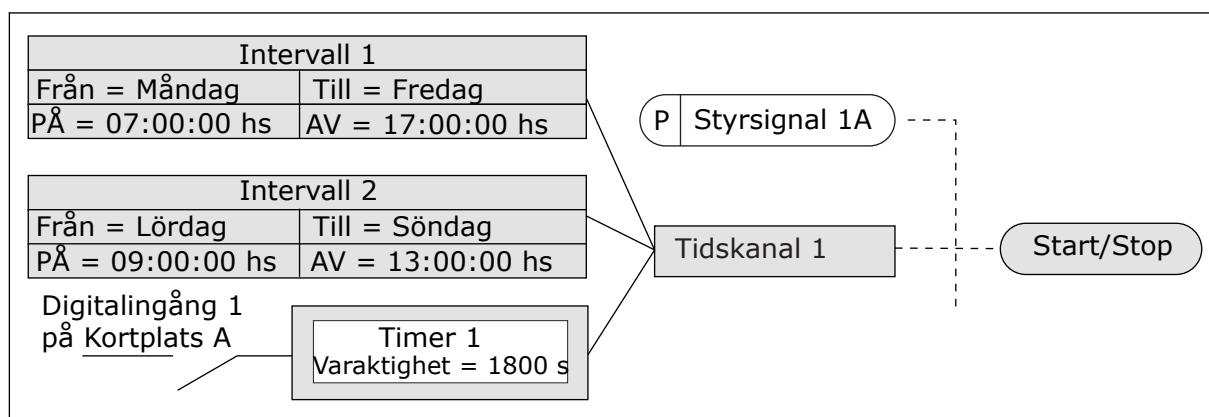 Intervall 1
Från = Måndag Till = Fredag
PÅ = 07:00:00 hs AV = 17:00:00 hs
P Styrsignal 1A
Intervall 2
Från = Lördag Till = Söndag
PÅ = 09:00:00 hs AV = 13:00:00 hs
Tidskanal 1
Start/Stop
Digitalingång 1
på Kortplats A
Timer 1
Varaktighet = 1800 s